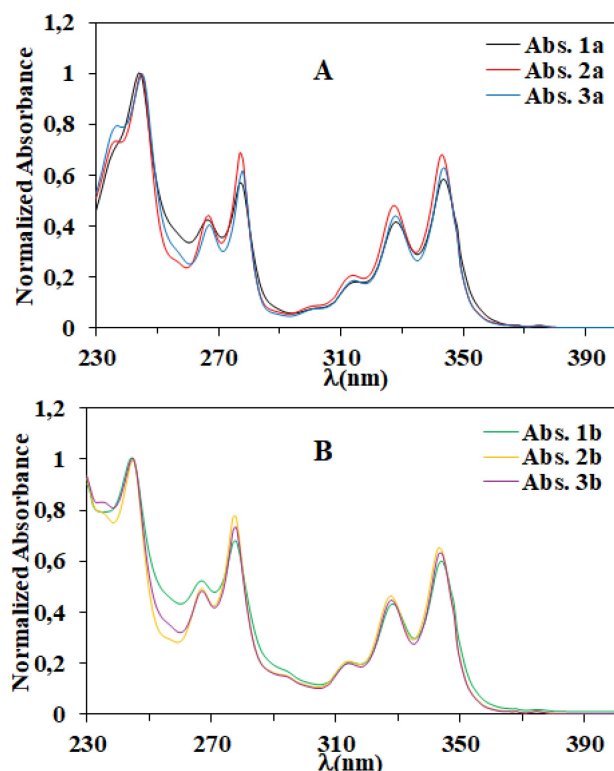 1,2
A
Abs. 1a
Abs. 2a
Abs. 3a
1
0,8
0,6
0,4
0,2
0
Normalized Absorbance
230 270 310 350 390
λ(nm)
1,2
B
Abs. 1b
Abs. 2b
Abs. 3b
1
0,8
0,6
0,4
0,2
0
Normalized Absorbance
230 270 310 350 390
λ(nm)